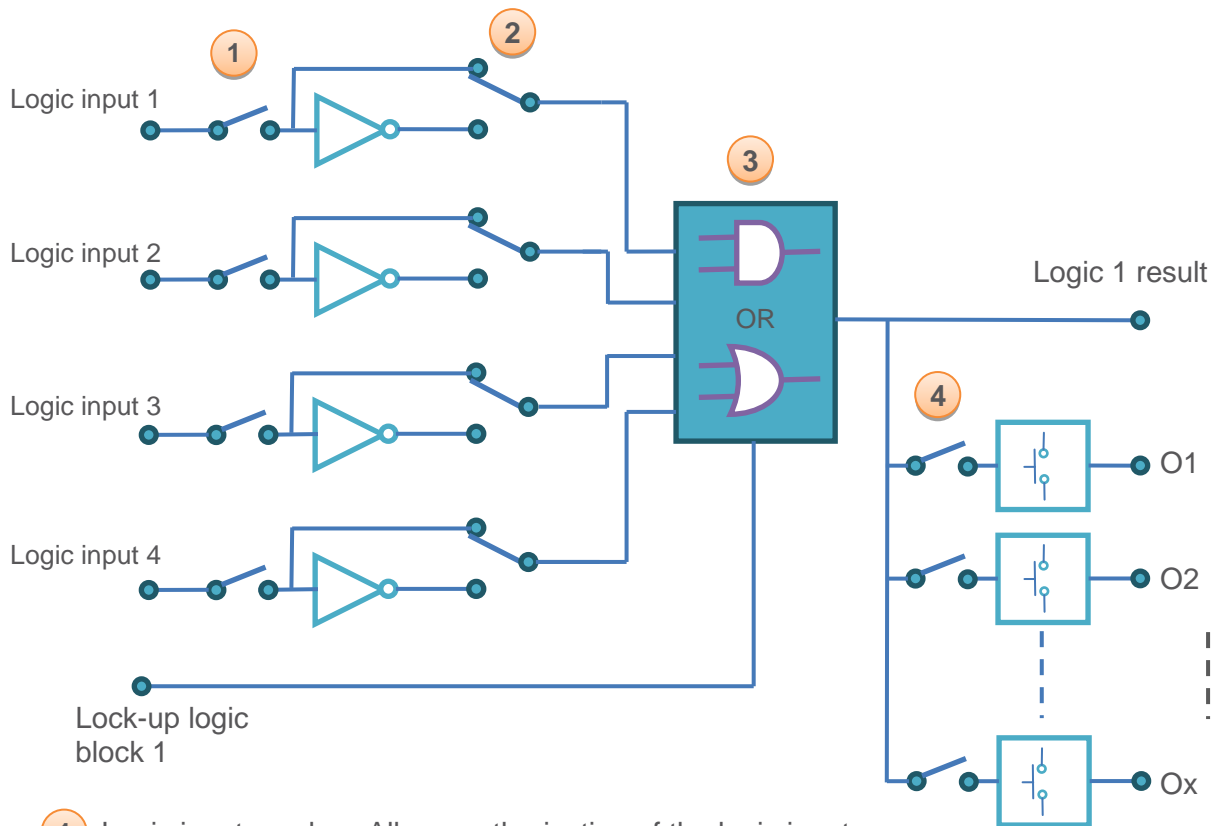 1
2
Logic input 1
3
Logic input 2
Logic 1 result
OR
Logic input 3
4
O1
Logic input 4
O2
Lock-up logic
block 1
Ox